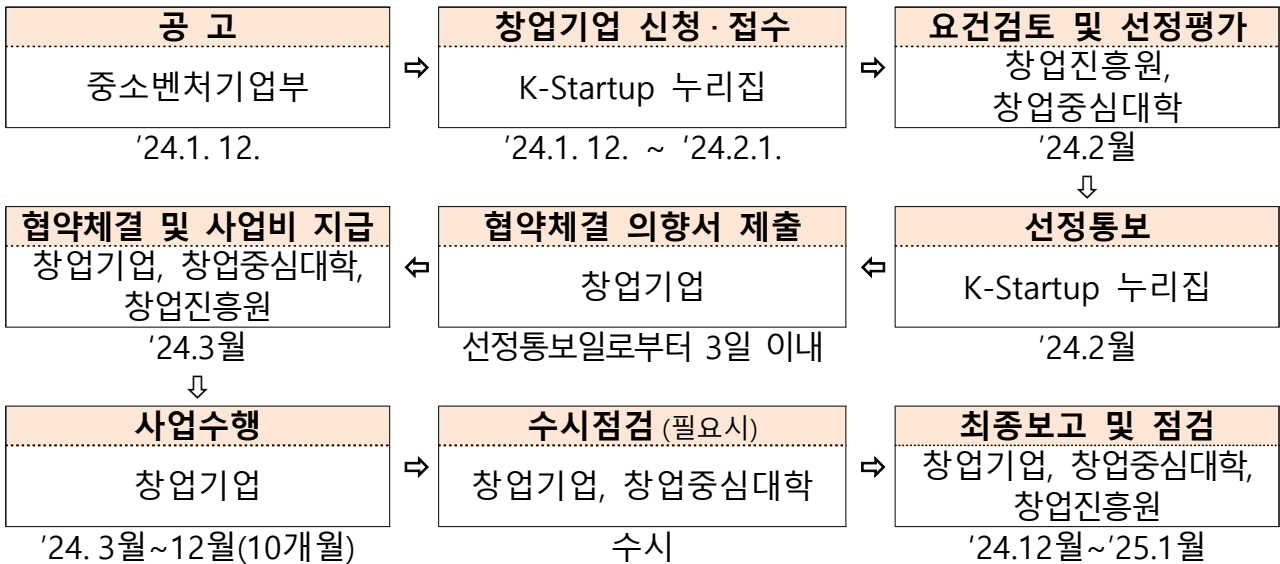 공 고
중소벤처기업부
'24.1. 12.
⇨
창업기업 신청 · 접수
K-Startup 누리집
'24.1. 12. ~ '24.2.1.
⇨
요건검토 및 선정평가
창업진흥원,
창업중심대학
'24.2월
⇩
선정통보
K-Startup 누리집
'24.2월
⇦
협약체결 의향서 제출
창업기업
선정통보일로부터 3일 이내
⇦
협약체결 및 사업비 지급
창업기업, 창업중심대학,
창업진흥원
'24.3월
⇩
사업수행
창업기업
'24. 3월~12월(10개월)
⇨
수시점검 (필요시)
창업기업, 창업중심대학
수시
⇨
최종보고 및 점검
창업기업, 창업중심대학,
창업진흥원
'24.12월~'25.1월